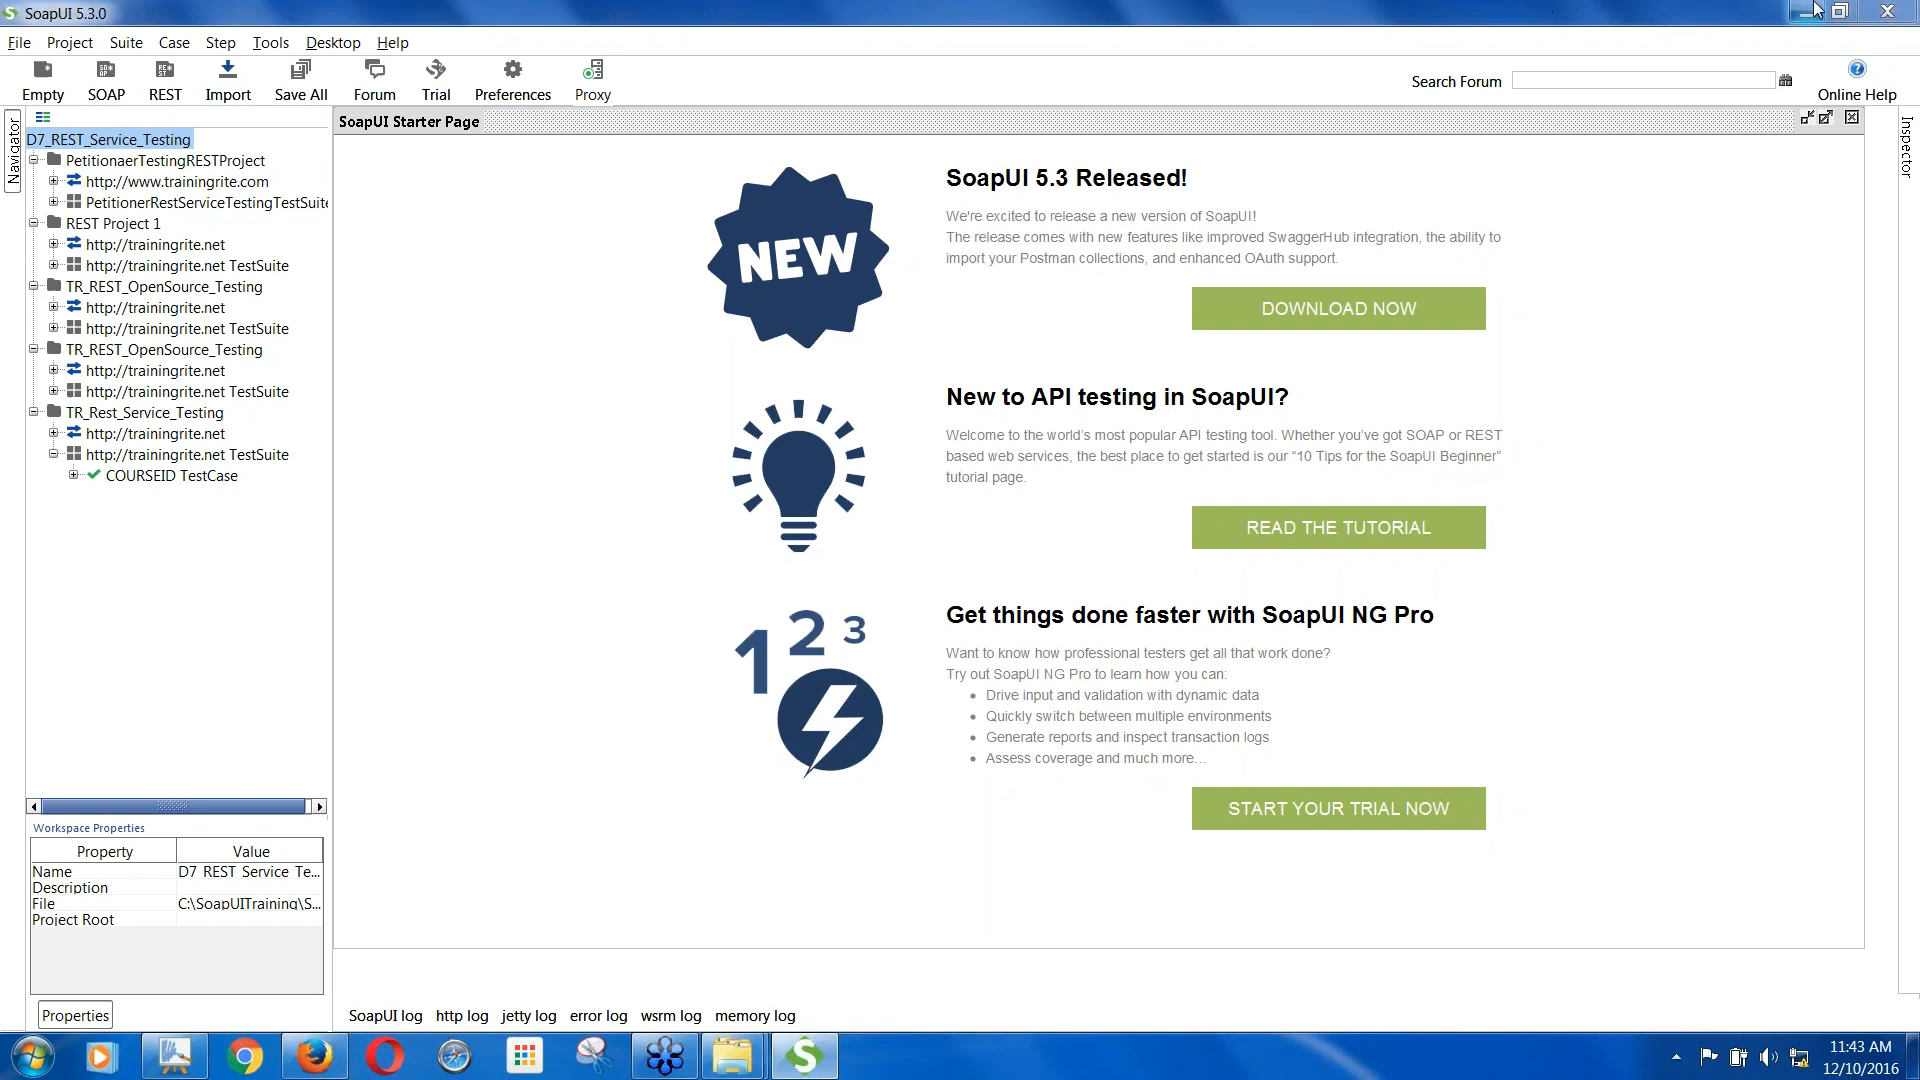 SoapUI 5.3.0
File Project Suite Case Step Tools Desktop Help
Empty SOAP REST Import Save All Forum Trial Preferences Proxy
Search Forum
Online Help
Navigator
Inspector
D7_REST_Service_Testing
PetitionaerTestingRESTProject
http://www.trainingrite.com
PetitionerRestServiceTestingTestSuite
REST Project 1
http://trainingrite.net
http://trainingrite.net TestSuite
TR_REST_OpenSource_Testing
http://trainingrite.net
http://trainingrite.net TestSuite
TR_REST_OpenSource_Testing
http://trainingrite.net
http://trainingrite.net TestSuite
TR_Rest_Service_Testing
http://trainingrite.net
http://trainingrite.net TestSuite
COURSEID TestCase
Workspace Properties
Property Value
Name D7 REST Service Te...
Description
File C:\SoapUITraining\S...
Project Root
Properties
SoapUI Starter Page
NEW
SoapUI 5.3 Released!
We're excited to release a new version of SoapUI!
The release comes with new features like improved SwaggerHub integration, the ability to
import your Postman collections, and enhanced OAuth support.
DOWNLOAD NOW
New to API testing in SoapUI?
Welcome to the world's most popular API testing tool. Whether you've got SOAP or REST
based web services, the best place to get started is our “10 Tips for the SoapUI Beginner”
tutorial page.
READ THE TUTORIAL
1 2 3
Get things done faster with SoapUI NG Pro
Want to know how professional testers get all that work done?
Try out SoapUI NG Pro to learn how you can:
• Drive input and validation with dynamic data
• Quickly switch between multiple environments
• Generate reports and inspect transaction logs
• Assess coverage and much more...
START YOUR TRIAL NOW
SoapUI log http log jetty log error log wsrm log memory log
11:43 AM
12/10/2016